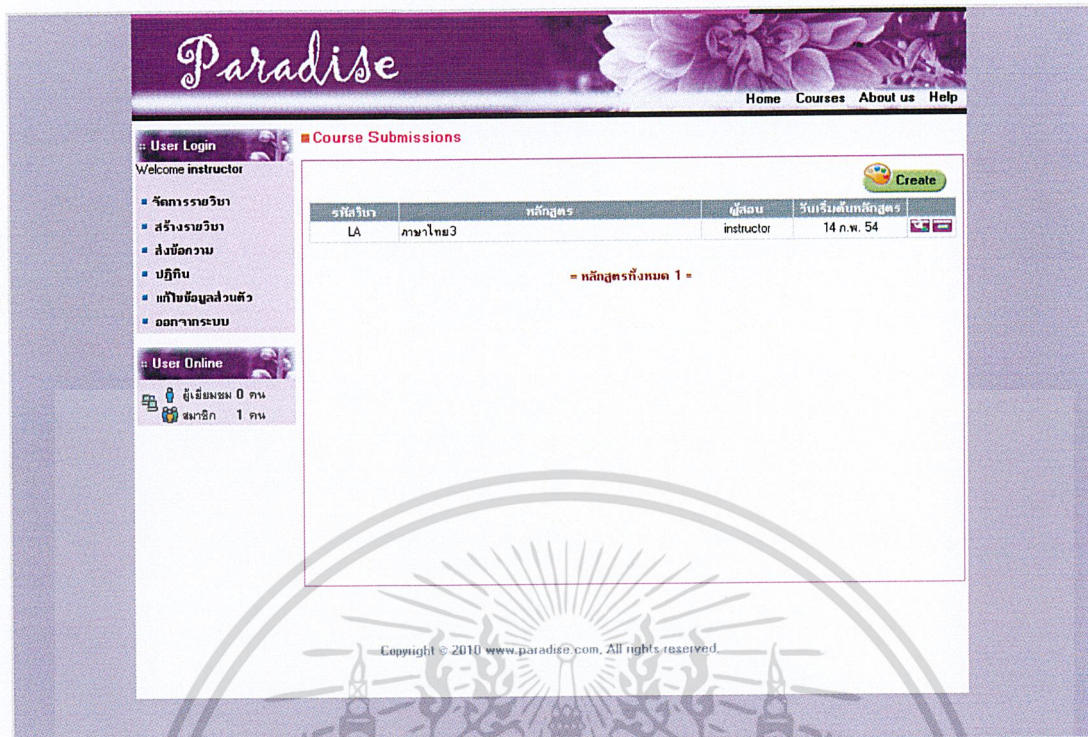 Paradise
Home Courses About us Help
:: User Login
Welcome instructor
จัดการรายวิชา
สร้างรายวิชา
ส่งข้อความ
ปฏิทิน
แก้ไขข้อมูลส่วนตัว
ออกจากระบบ
:: User Online
ผู้เยี่ยมชม 0 คน
สมาชิก 1 คน
Course Submissions
Create
รหัสวิชา หลักสูตร ผู้สอน วันเริ่มต้นหลักสูตร
LA ภาษาไทย3 instructor 14 ก.พ. 54
= หลักสูตรทั้งหมด 1 =
Copyright © 2010 www.paradise.com, All rights reserved.